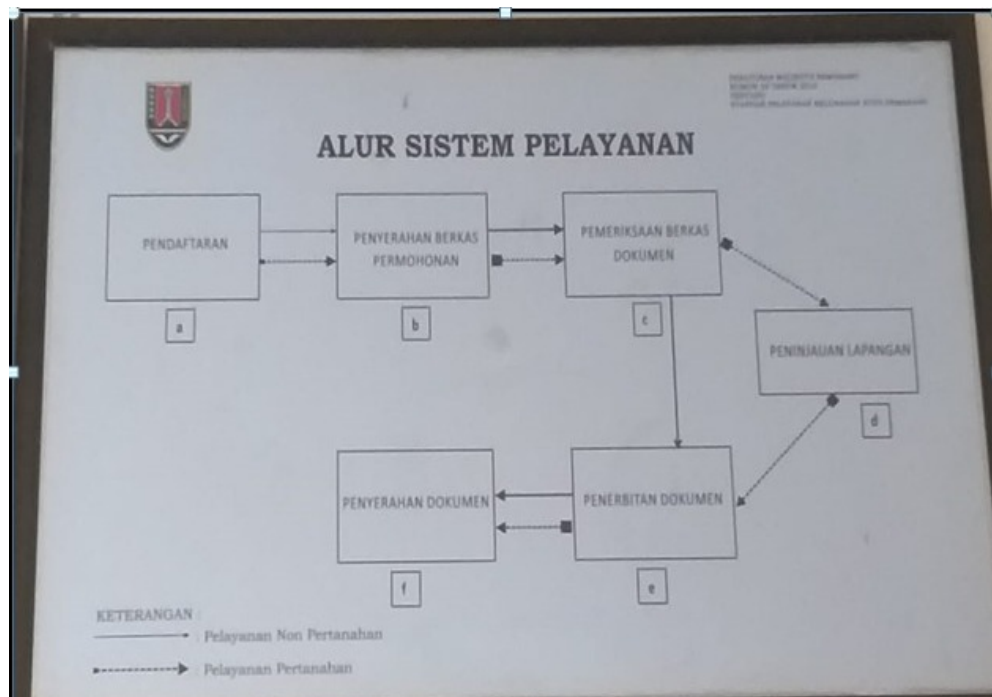 ALUR SISTEM PELAYANAN
PENDAFTARAN
a
PENYERAHAN BERKAS
PERMOHONAN
b
PEMERIKSAAN BERKAS
DOKUMEN
c
PENINJAUAN LAPANGAN
d
PENYERAHAN DOKUMEN
f
PENERBITAN DOKUMEN
e
KETERANGAN :
: Pelayanan Non Pertanahan
: Pelayanan Pertanahan